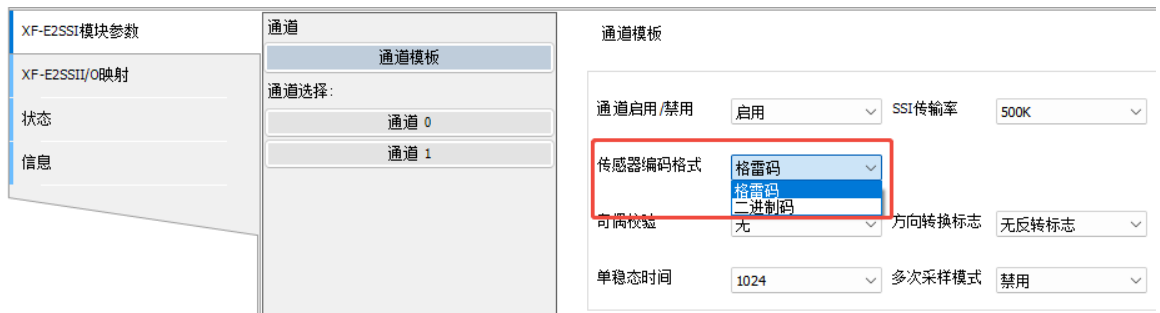 XF-E2SSI模块参数
XF-E2SSII/O映射
状态
信息
通道
通道模板
通道选择:
通道 0
通道 1
通道模板
通道启用/禁用 启用 SSI传输率 500K
传感器编码格式 格雷码
格雷码
二进制码
奇偶校验 无 方向转换标志 无反转标志
单稳态时间 1024 多次采样模式 禁用